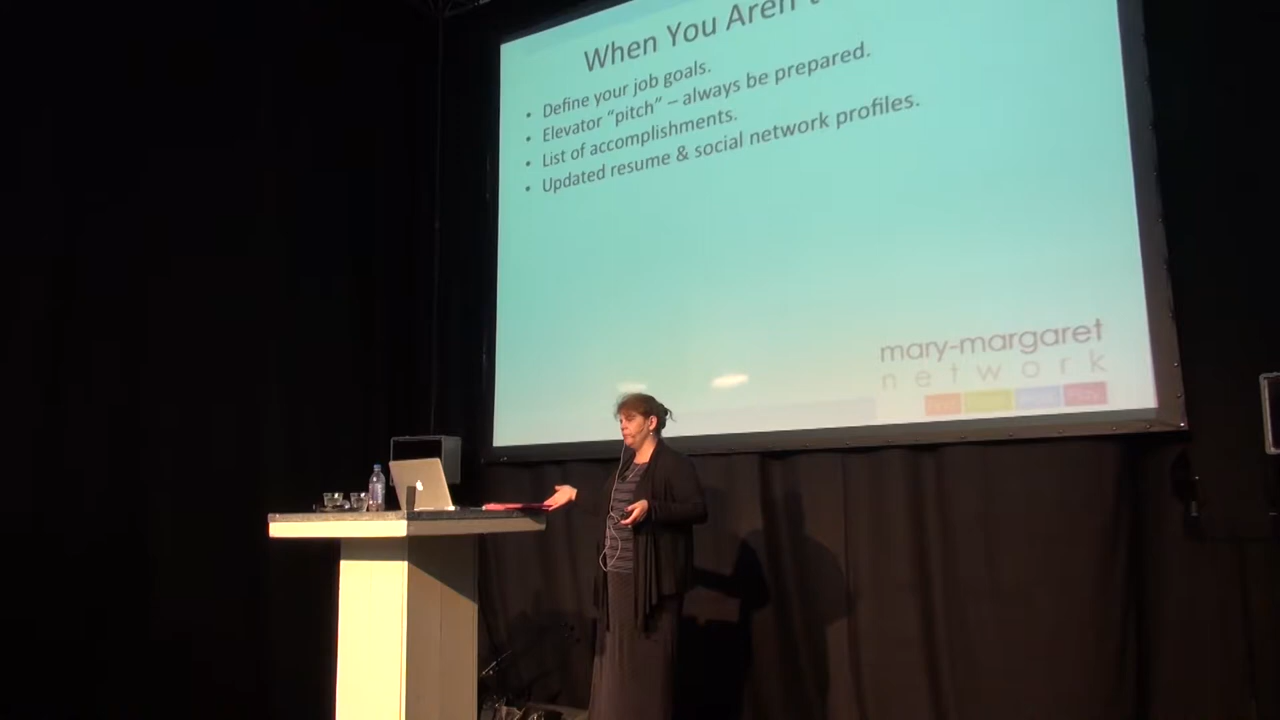 When You Aren't
• Define your job goals.
• Elevator “pitch” – always be prepared.
• List of accomplishments.
• Updated resume & social network profiles.
mary-margaret
network
Play